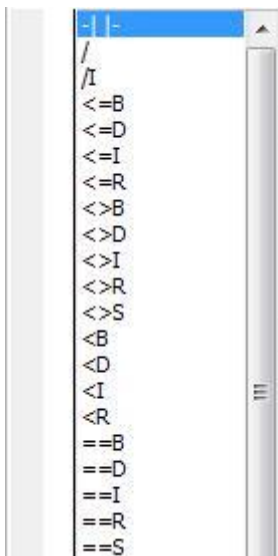 -| |-
/
/I
<=B
<=D
<=I
<=R
<>B
<>D
<>I
<>R
<>S
<B
<D
<I
<R
==B
==D
==I
==R
==S